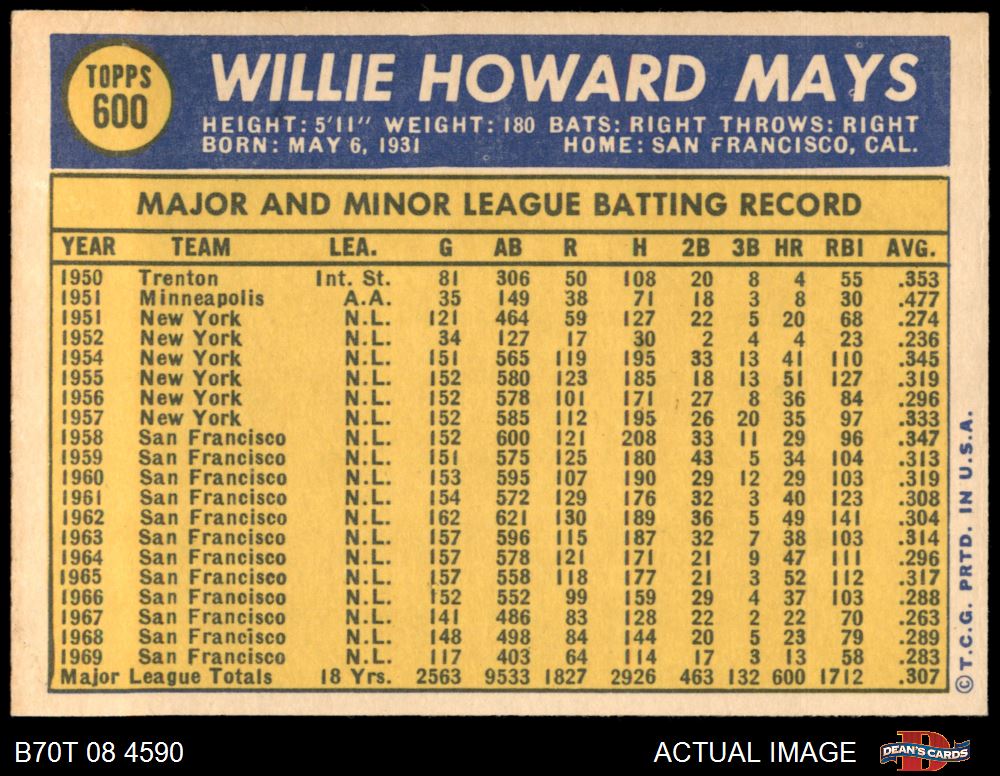 TOPPS
600
WILLIE HOWARD MAYS
HEIGHT: 5'11" WEIGHT: 180 BATS: RIGHT THROWS: RIGHT
BORN: MAY 6, 1931 HOME: SAN FRANCISCO, CAL.
MAJOR AND MINOR LEAGUE BATTING RECORD
YEAR TEAM LEA. G AB R H 2B 3B HR RBI AVG.
1950 Trenton Int. St. 81 306 50 108 20 8 4 55 .353
1951 Minneapolis A.A. 35 149 38 71 18 3 8 30 .477
1951 New York N.L. 121 464 59 127 22 5 20 68 .274
1952 New York N.L. 34 127 17 30 2 4 4 23 .236
1954 New York N.L. 151 565 119 195 33 13 41 110 .345
1955 New York N.L. 152 580 123 185 18 13 51 127 .319
1956 New York N.L. 152 578 101 171 27 8 36 84 .296
1957 New York N.L. 152 585 112 195 26 20 35 97 .333
1958 San Francisco N.L. 152 600 121 208 33 11 29 96 .347
1959 San Francisco N.L. 151 575 125 180 43 5 34 104 .313
1960 San Francisco N.L. 153 595 107 190 29 12 29 103 .319
1961 San Francisco N.L. 154 572 129 176 32 3 40 123 .308
1962 San Francisco N.L. 162 621 130 189 36 5 49 141 .304
1963 San Francisco N.L. 157 596 115 187 32 7 38 103 .314
1964 San Francisco N.L. 157 578 121 171 21 9 47 111 .296
1965 San Francisco N.L. 157 558 118 177 21 3 52 112 .317
1966 San Francisco N.L. 152 552 99 159 29 4 37 103 .288
1967 San Francisco N.L. 141 486 83 128 22 2 22 70 .263
1968 San Francisco N.L. 148 498 84 144 20 5 23 79 .289
1969 San Francisco N.L. 117 403 64 114 17 3 13 58 .283
Major League Totals 18 Yrs. 2563 9533 1827 2926 463 132 600 1712 .307
© T.C.G. PRTD. IN U.S.A.
B70T 08 4590 ACTUAL IMAGE
DEAN'S CARDS